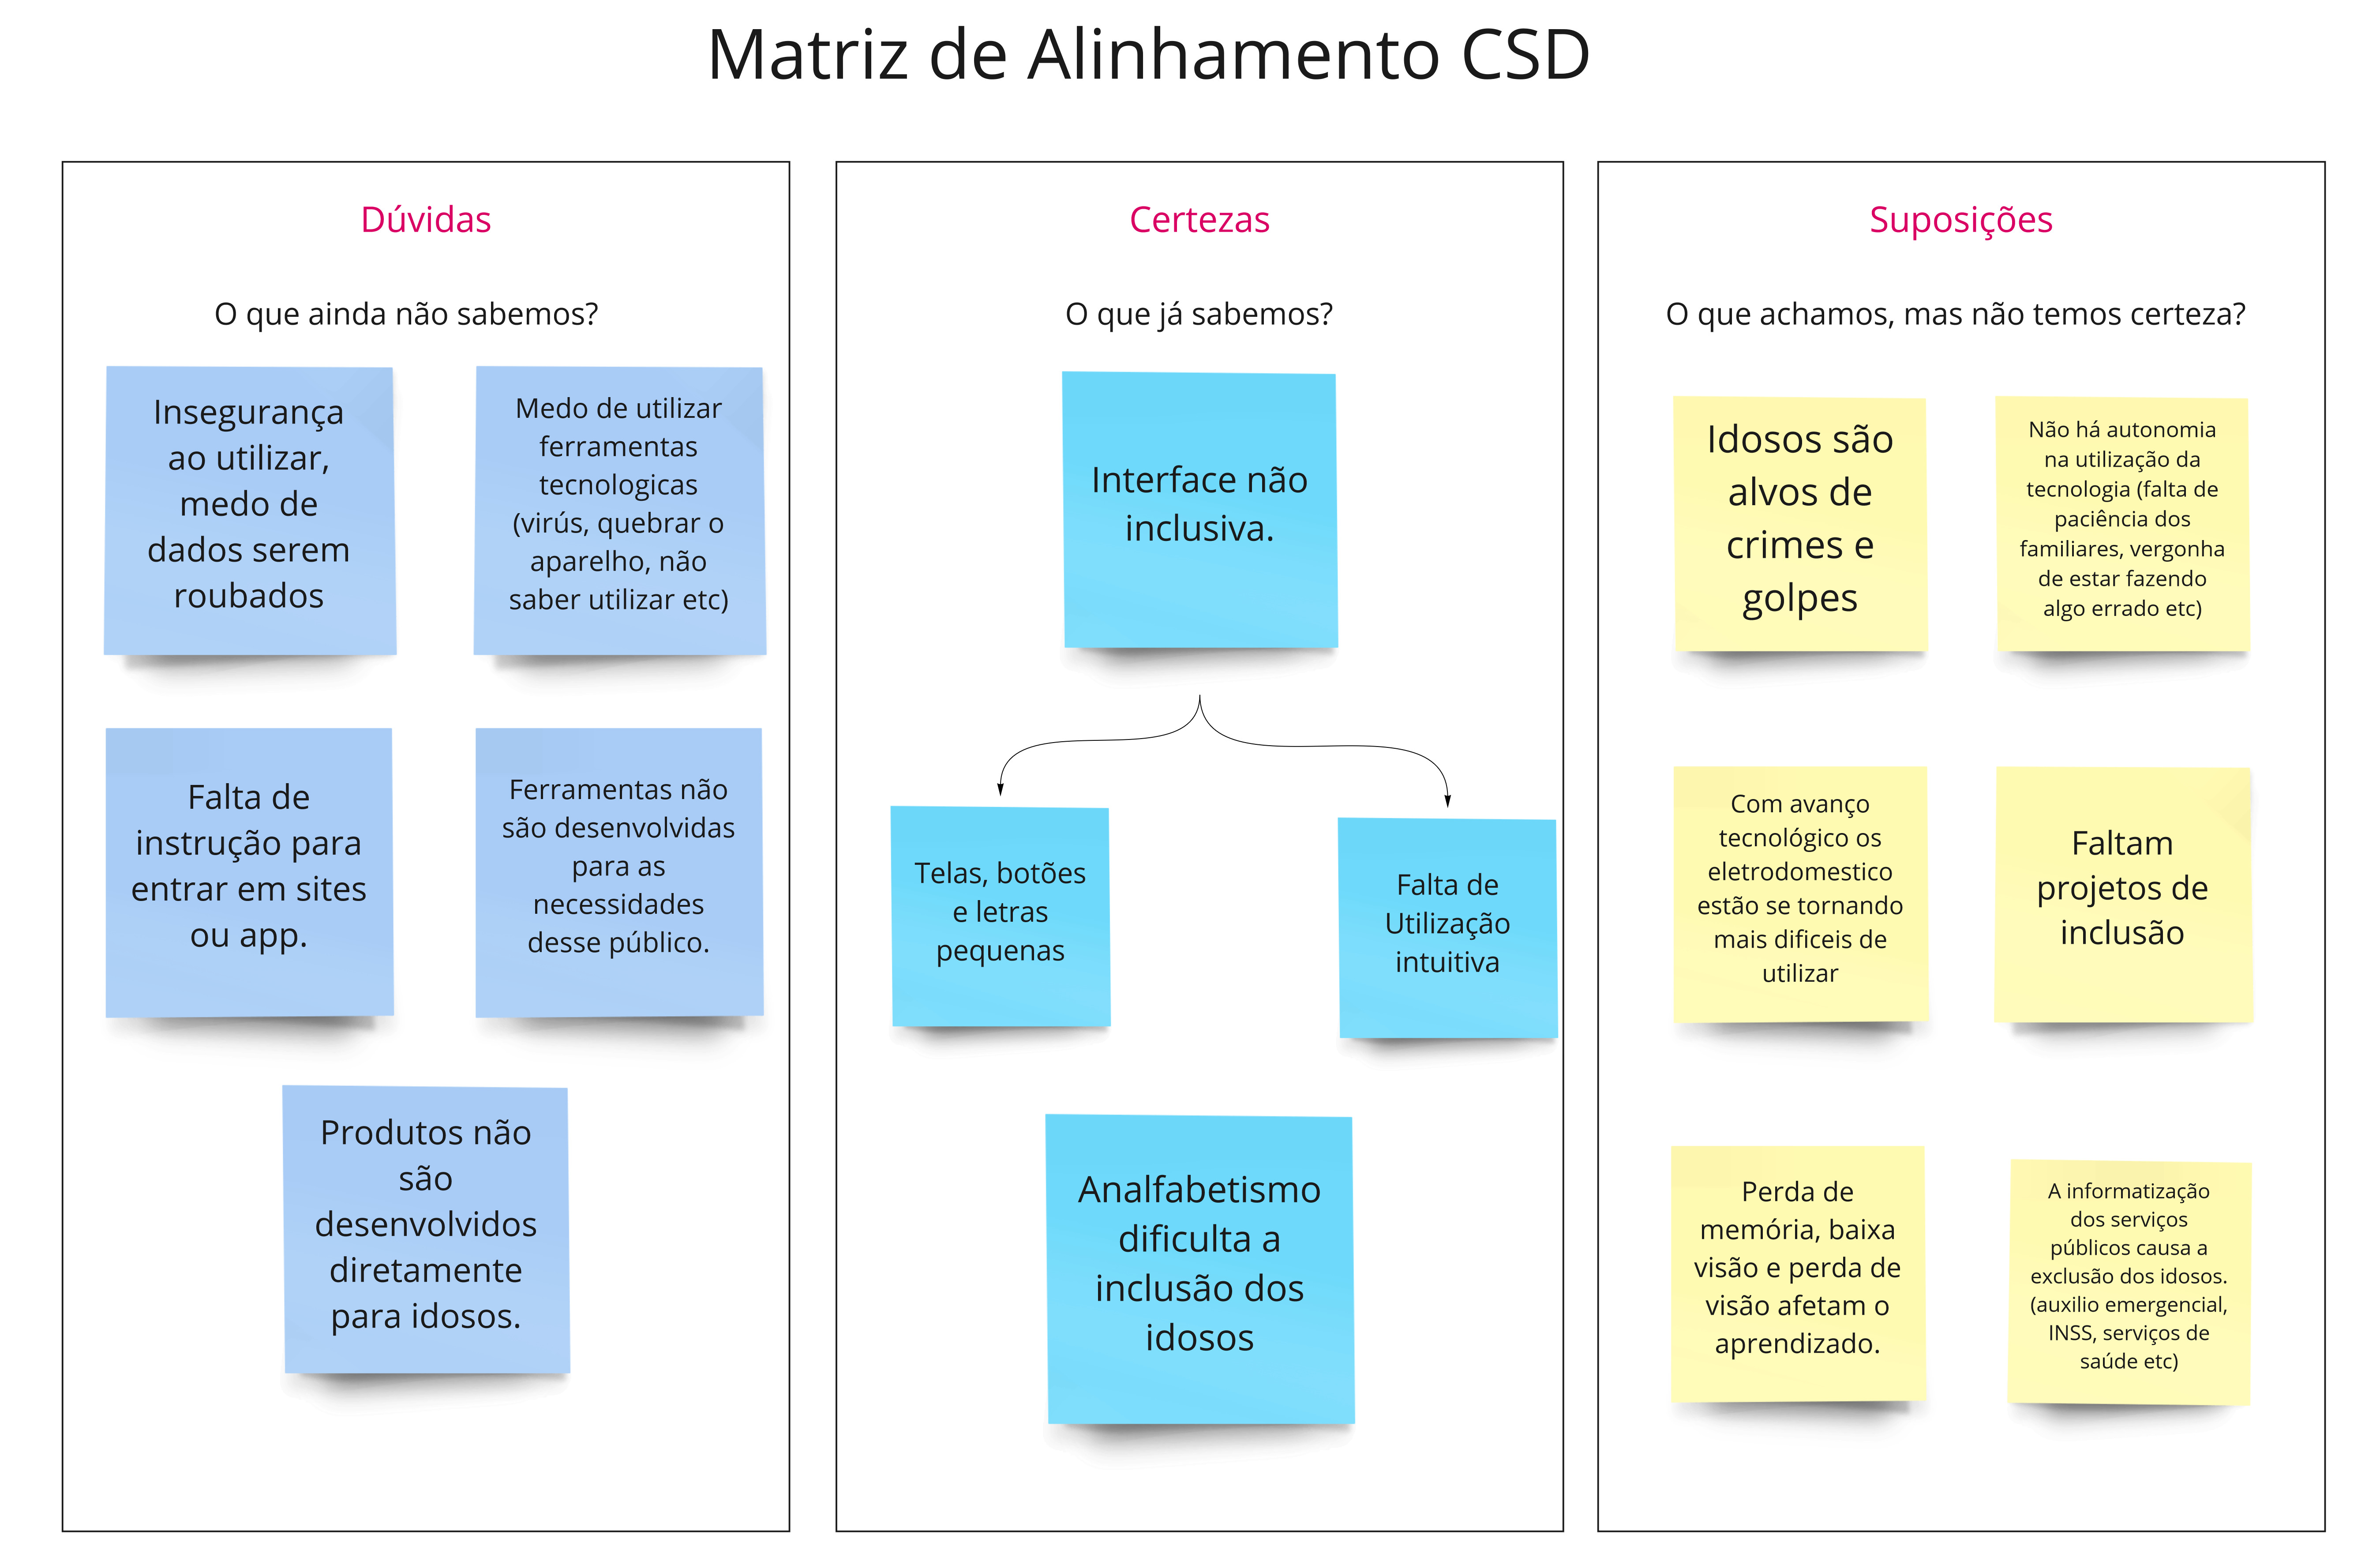 Matriz de Alinhamento CSD
Dúvidas
O que ainda não sabemos?
Insegurança
ao utilizar,
medo de
dados serem
roubados
Medo de utilizar
ferramentas
tecnologicas
(virús, quebrar o
aparelho, não
saber utilizar etc)
Falta de
instrução para
entrar em sites
ou app.
Ferramentas não
são desenvolvidas
para as
necessidades
desse público.
Produtos não
são
desenvolvidos
diretamente
para idosos.
Certezas
O que já sabemos?
Interface não
inclusiva.
Telas, botões
e letras
pequenas
Falta de
Utilização
intuitiva
Analfabetismo
dificulta a
inclusão dos
idosos
Suposições
O que achamos, mas não temos certeza?
Idosos são
alvos de
crimes e
golpes
Não há autonomia
na utilização da
tecnologia (falta de
paciência dos
familiares, vergonha
de estar fazendo
algo errado etc)
Com avanço
tecnológico os
eletrodomestico
estão se tornando
mais dificeis de
utilizar
Faltam
projetos de
inclusão
Perda de
memória, baixa
visão e perda de
visão afetam o
aprendizado.
A informatização
dos serviços
públicos causa a
exclusão dos idosos.
(auxilio emergencial,
INSS, serviços de
saúde etc)